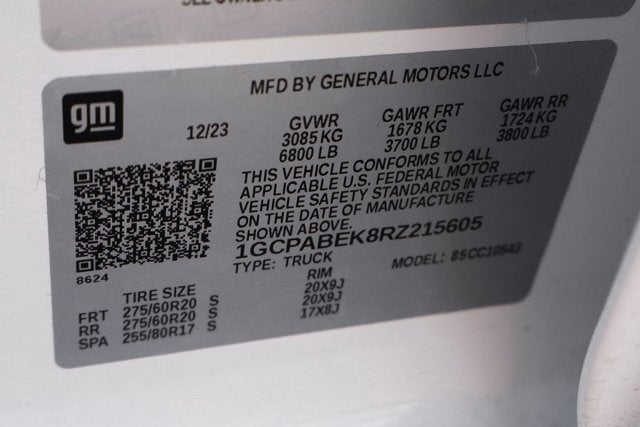 MFD BY GENERAL MOTORS LLC
gm
12/23
GVWR
3085 KG
6800 LB
GAWR FRT
1678 KG
3700 LB
GAWR RR
1724 KG
3800 LB
THIS VEHICLE CONFORMS TO ALL
APPLICABLE U.S. FEDERAL MOTOR
VEHICLE SAFETY STANDARDS IN EFFECT
ON THE DATE OF MANUFACTURE
SHOWN ABOVE.
1GCPABEK8RZ215605
TYPE: TRUCK
MODEL: 85CC10543
8624
TIRE SIZE RIM
FRT 275/60R20 S 20X9J
RR 275/60R20 S 20X9J
SPA 255/80R17 S 17X8J